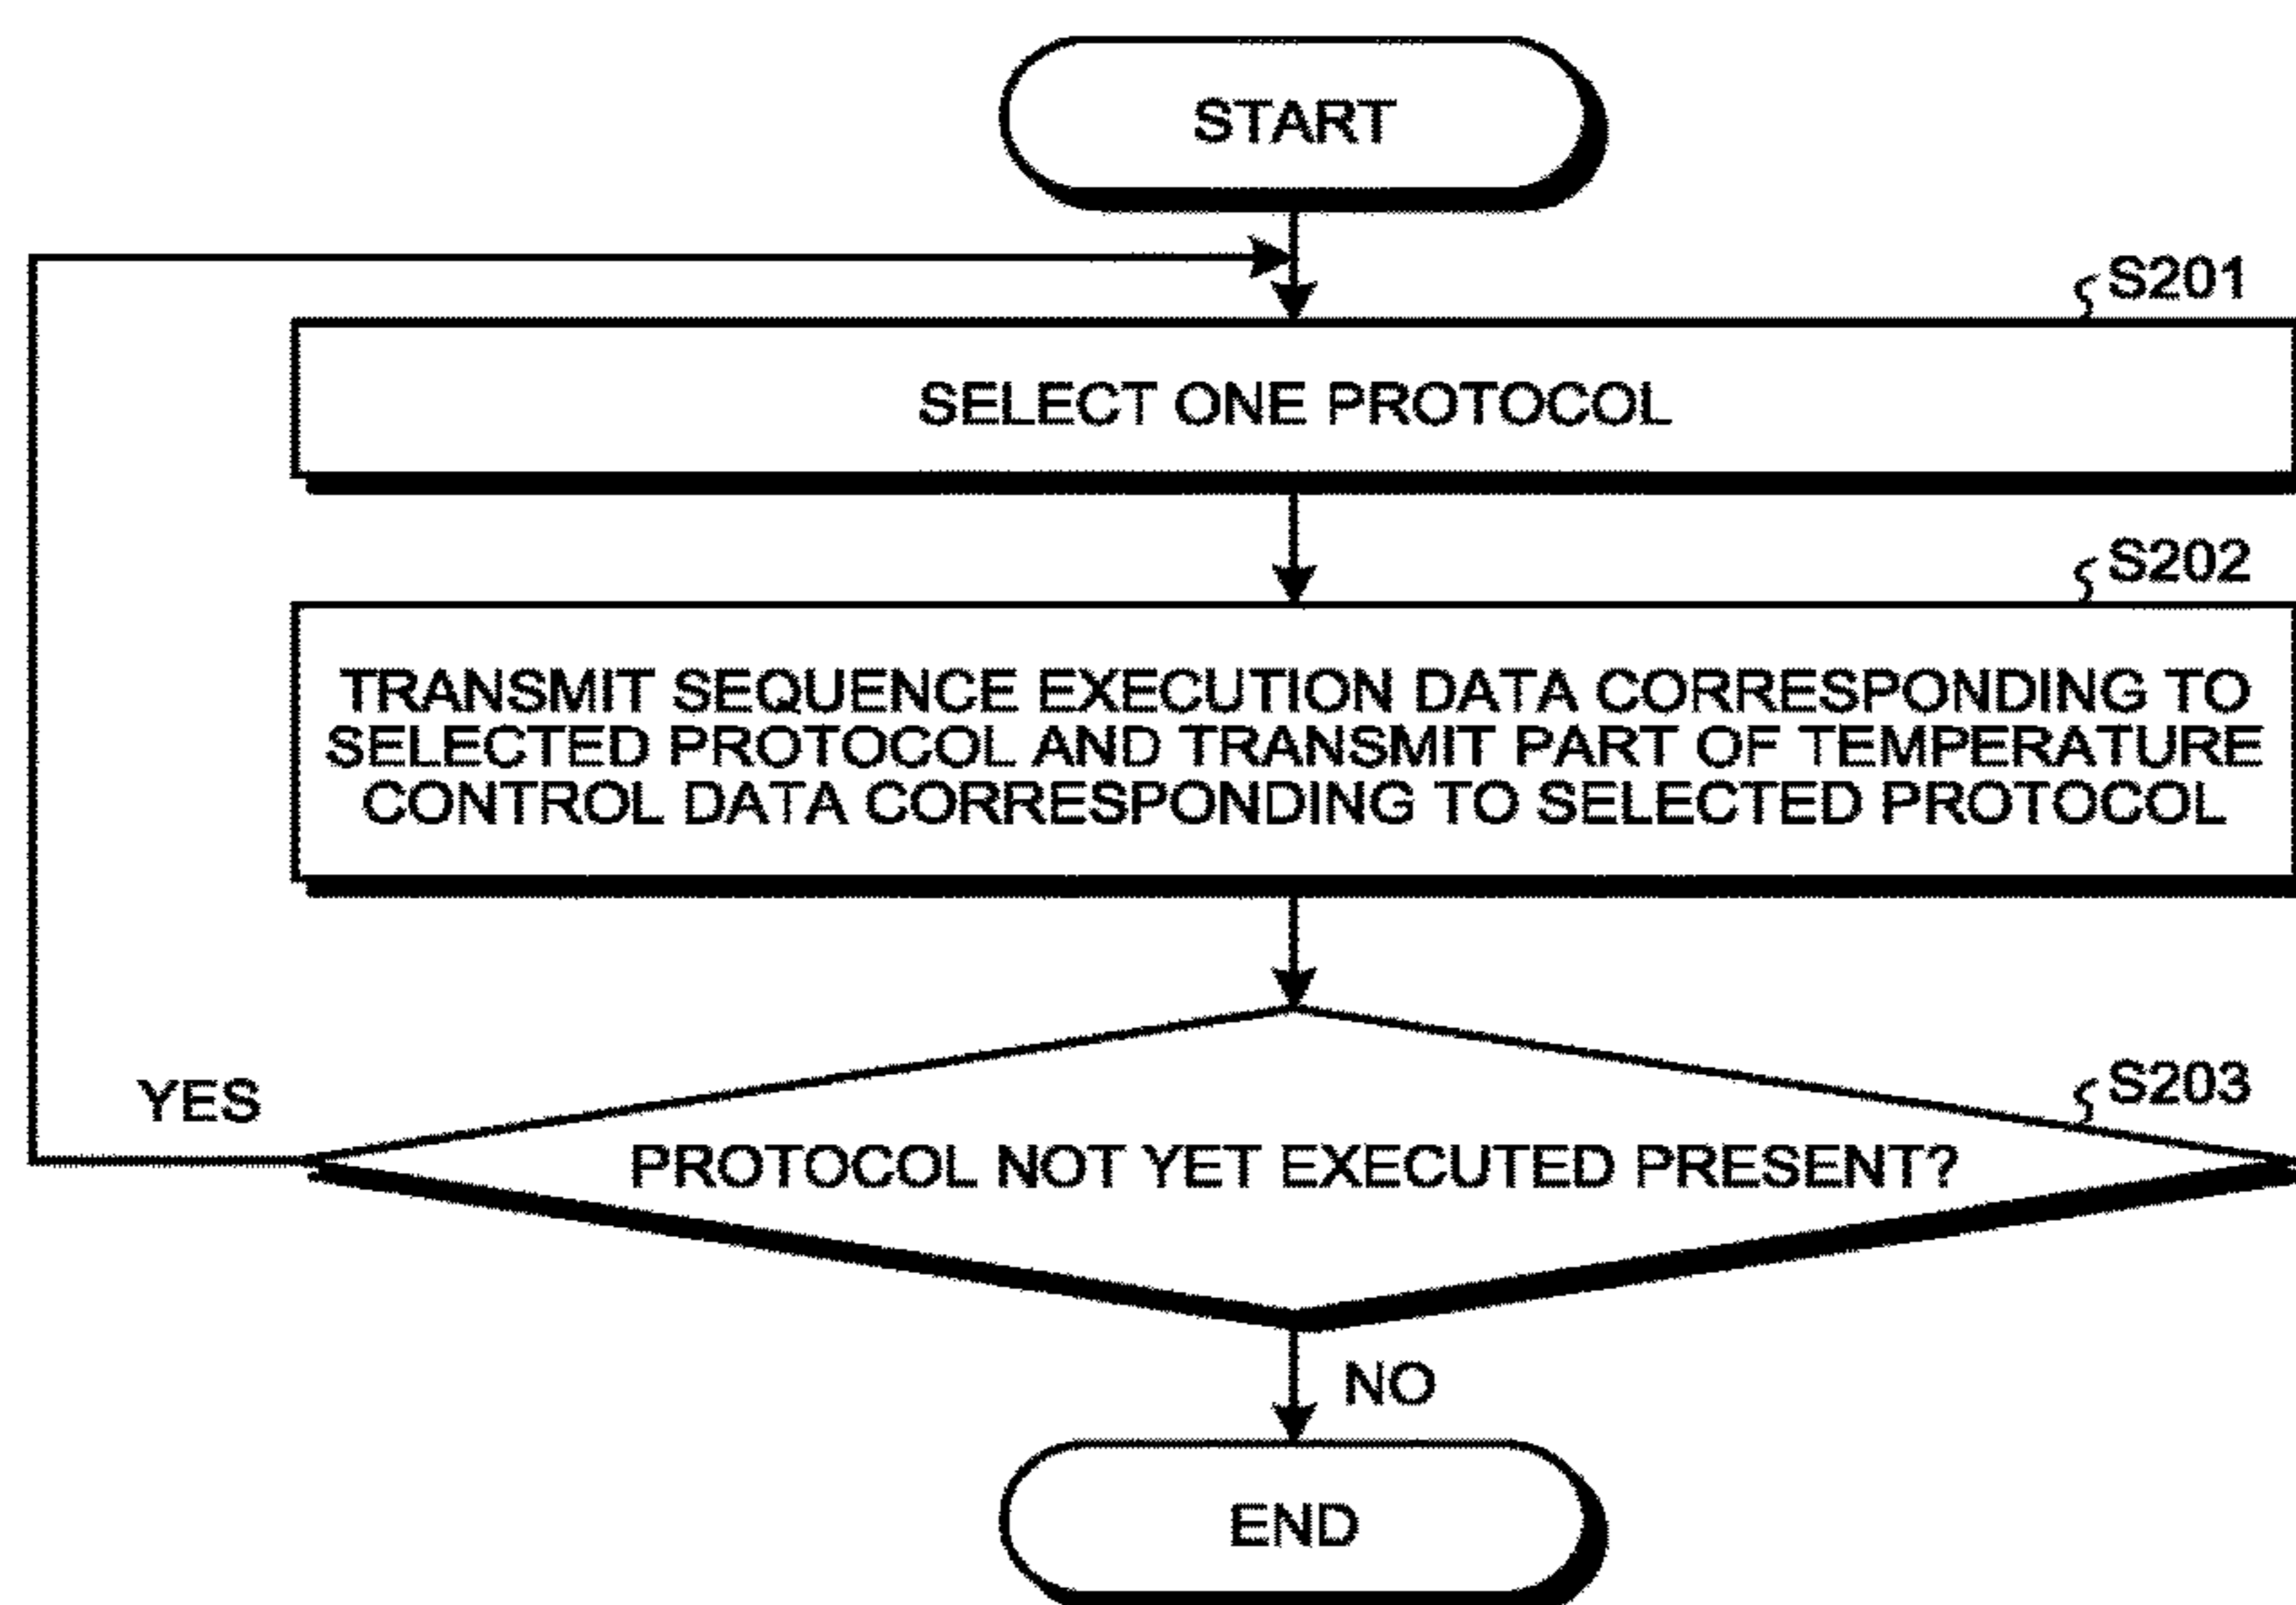 START
S201
SELECT ONE PROTOCOL
S202
TRANSMIT SEQUENCE EXECUTION DATA CORRESPONDING TO
SELECTED PROTOCOL AND TRANSMIT PART OF TEMPERATURE
CONTROL DATA CORRESPONDING TO SELECTED PROTOCOL
YES
S203
PROTOCOL NOT YET EXECUTED PRESENT?
NO
END